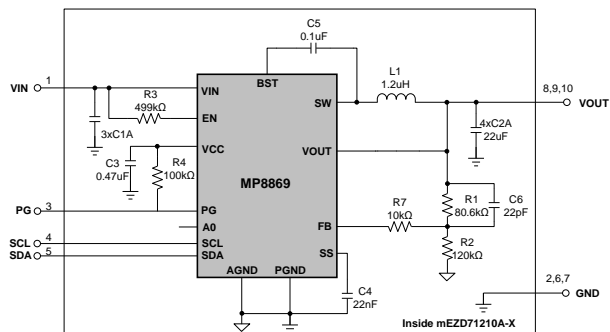 C5
0.1uF
L1
1.2uH
1
8,9,10
VIN
R3
499kΩ
VIN
BST
SW
VOUT
3xC1A
EN
4xC2A
22uF
VCC
C3
0.47uF
R4
100kΩ
VOUT
MP8869
R7
10kΩ
R1
80.6kΩ
C6
22pF
PG
3
PG
A0
FB
SCL
4
SCL
SDA
5
SDA
SS
R2
120kΩ
AGND
PGND
C4
22nF
2,6,7
GND
Inside mEZD71210A-X